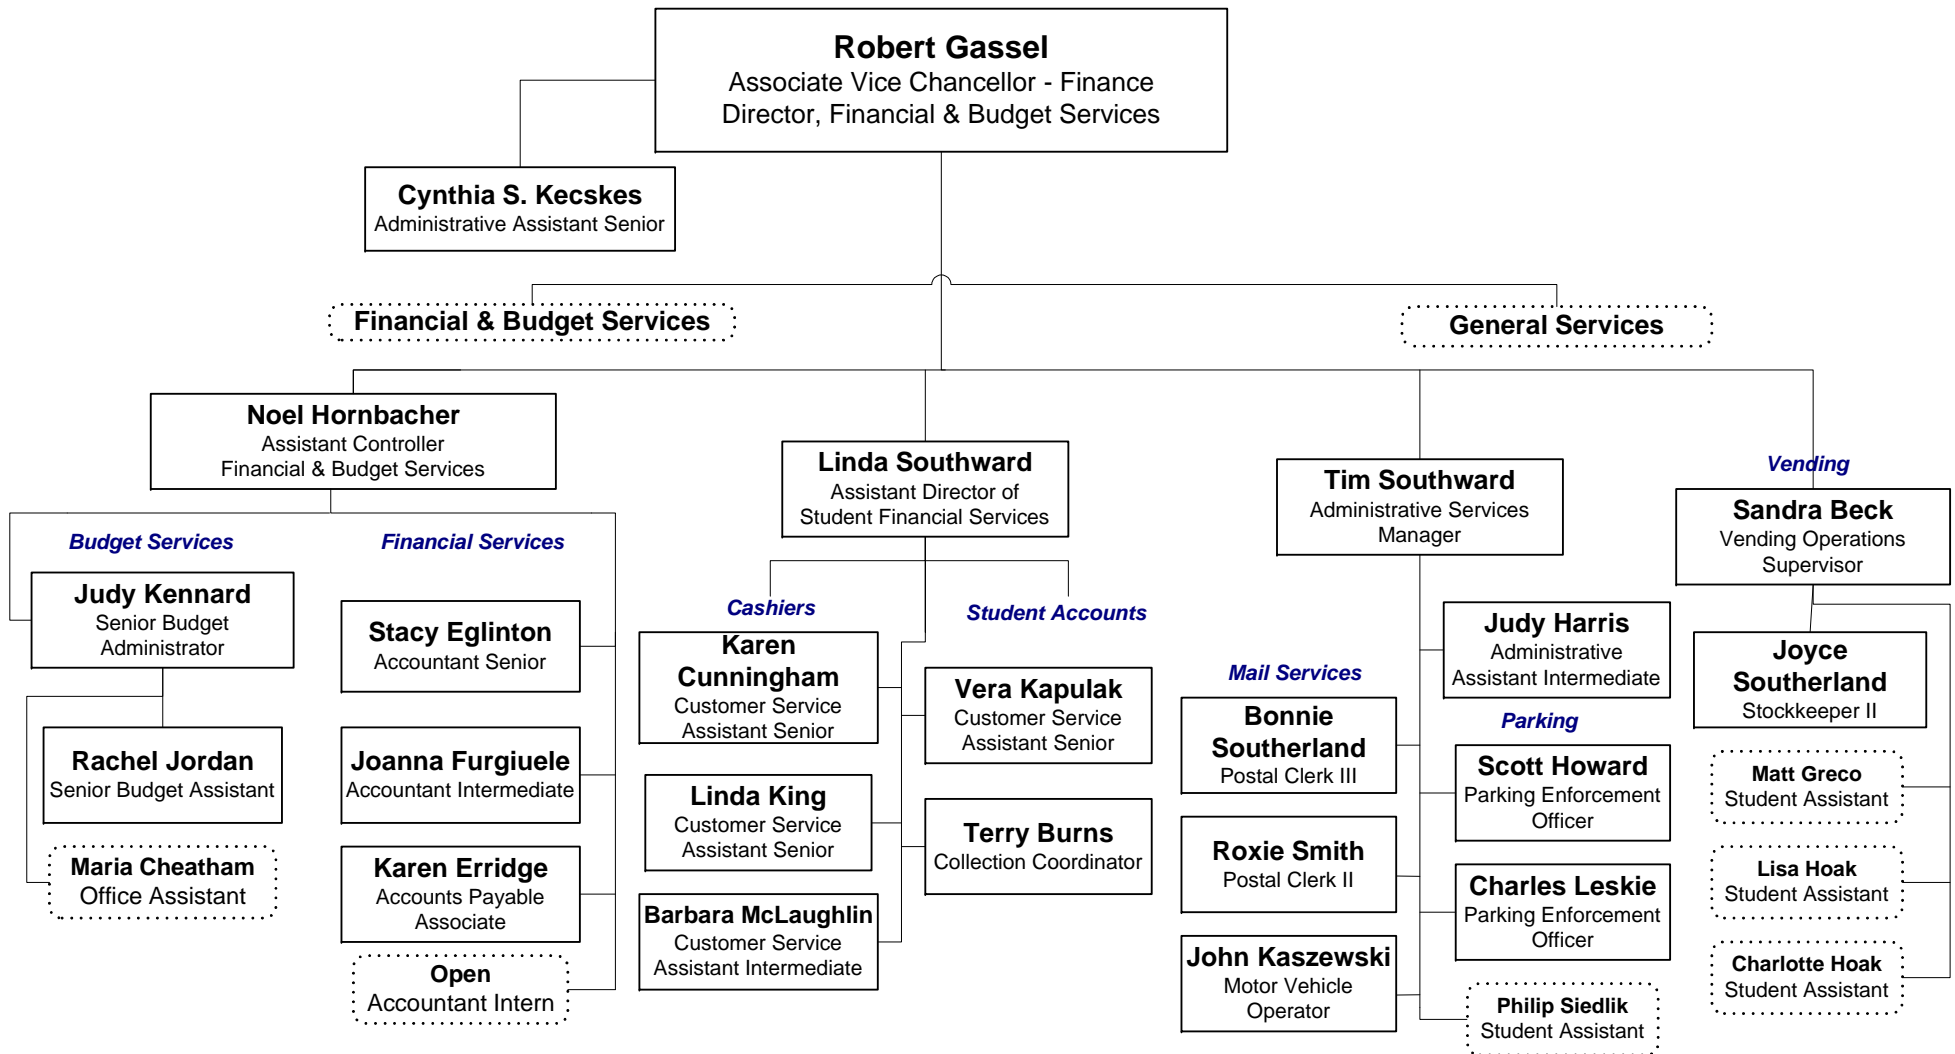 Robert Gassel
Associate Vice Chancellor - Finance
Director, Financial & Budget Services
Cynthia S. Kecskes
Administrative Assistant Senior
Financial & Budget Services
General Services
Noel Hornbacher
Assistant Controller
Financial & Budget Services
Budget Services
Judy Kennard
Senior Budget
Administrator
Rachel Jordan
Senior Budget Assistant
Maria Cheatham
Office Assistant
Financial Services
Stacy Eglinton
Accountant Senior
Joanna Furgiuele
Accountant Intermediate
Karen Erridge
Accounts Payable
Associate
Open
Accountant Intern
Linda Southward
Assistant Director of
Student Financial Services
Cashiers
Karen
Cunningham
Customer Service
Assistant Senior
Linda King
Customer Service
Assistant Senior
Barbara McLaughlin
Customer Service
Assistant Intermediate
Student Accounts
Vera Kapulak
Customer Service
Assistant Senior
Terry Burns
Collection Coordinator
Tim Southward
Administrative Services
Manager
Mail Services
Bonnie
Southerland
Postal Clerk III
Roxie Smith
Postal Clerk II
John Kaszewski
Motor Vehicle
Operator
Judy Harris
Administrative
Assistant Intermediate
Parking
Scott Howard
Parking Enforcement
Officer
Charles Leskie
Parking Enforcement
Officer
Philip Siedlik
Student Assistant
Vending
Sandra Beck
Vending Operations
Supervisor
Joyce
Southerland
Stockkeeper II
Matt Greco
Student Assistant
Lisa Hoak
Student Assistant
Charlotte Hoak
Student Assistant